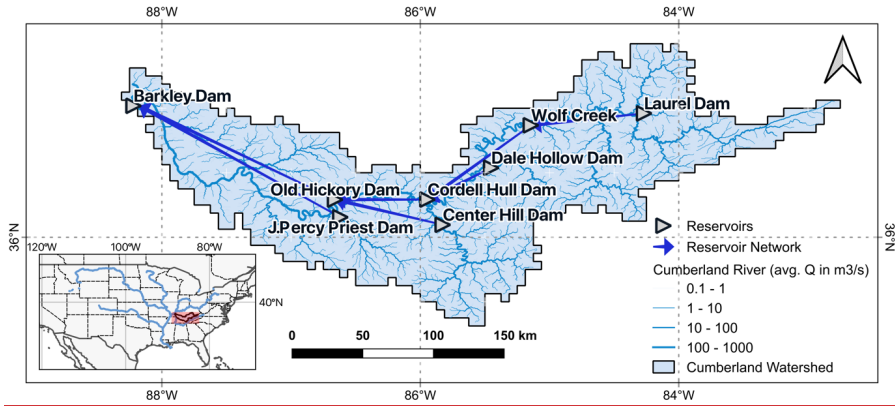 88°W 86°W 84°W
Barkley Dam
Laurel Dam
Wolf Creek
Dale Hollow Dam
Old Hickory Dam
Cordell Hull Dam
Center Hill Dam
J.Percy Priest Dam
36°N
36°N
120°W 100°W 80°W
40°N
0 50 100 150 km
Reservoirs
Reservoir Network
Cumberland River (avg. Q in m3/s)
0.1 - 1
1 - 10
10 - 100
100 - 1000
Cumberland Watershed
88°W 86°W 84°W